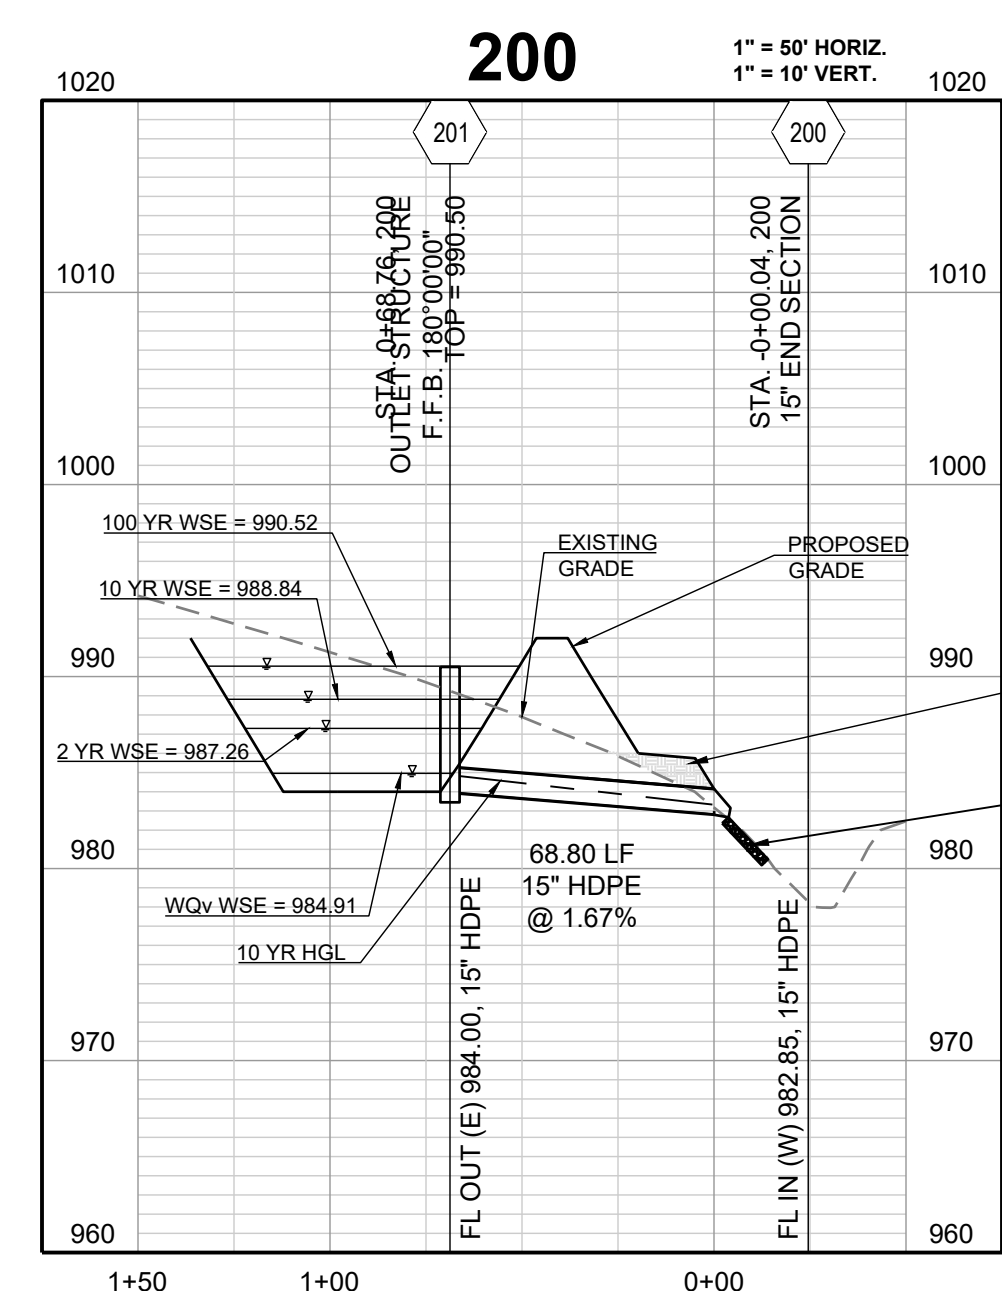 200
1" = 50' HORIZ.
1" = 10' VERT.
1020
1020
201
200
STA. 0+68.76, 200
OUTLET STRUCTURE
F.F.B. 180°00'00"
TOP = 990.50
STA. -0+00.04, 200
15" END SECTION
1010
1010
1000
1000
100 YR WSE = 990.52
EXISTING
GRADE
PROPOSED
GRADE
10 YR WSE = 988.84
990
990
2 YR WSE = 987.26
980
980
68.80 LF
15" HDPE
@ 1.67%
WQv WSE = 984.91
10 YR HGL
FL OUT (E) 984.00, 15" HDPE
FL IN (W) 982.85, 15" HDPE
970
970
960
960
1+50
1+00
0+00